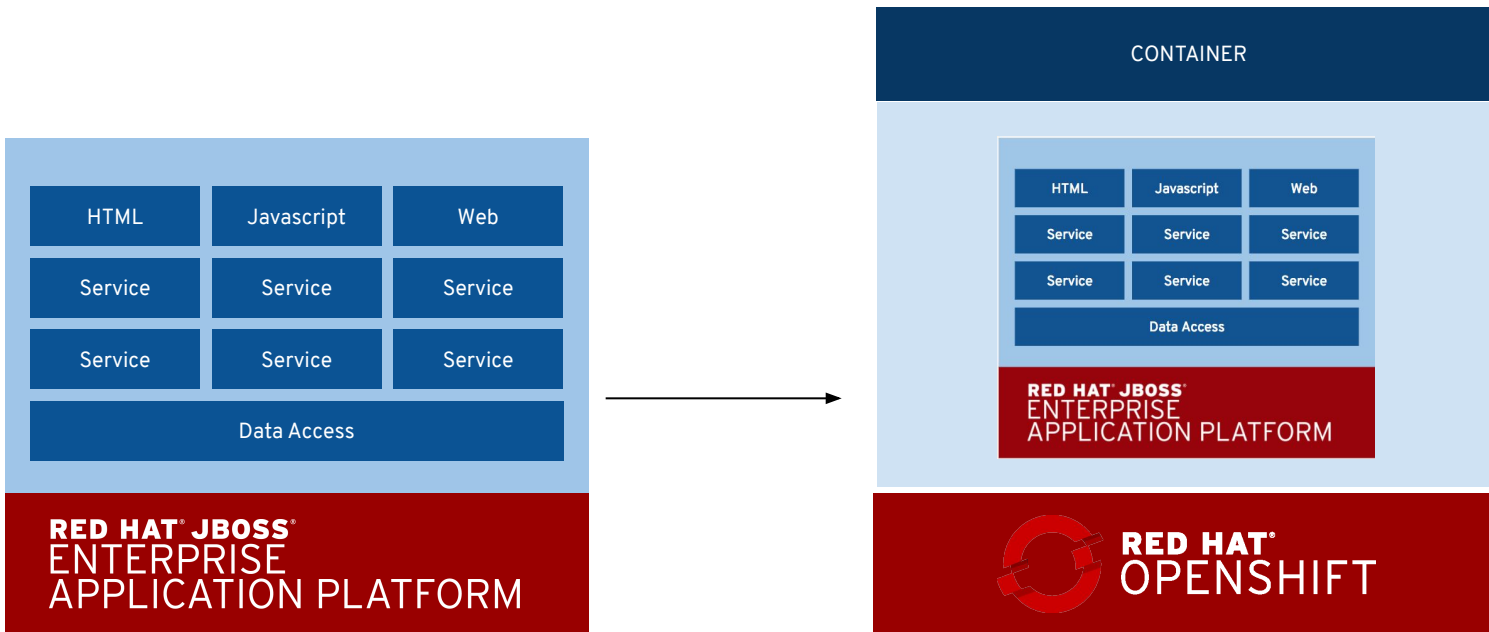 HTML Javascript Web
Service Service Service
Service Service Service
Data Access
RED HAT® JBOSS®
ENTERPRISE
APPLICATION PLATFORM
CONTAINER
HTML Javascript Web
Service Service Service
Service Service Service
Data Access
RED HAT® JBOSS®
ENTERPRISE
APPLICATION PLATFORM
RED HAT®
OPENSHIFT